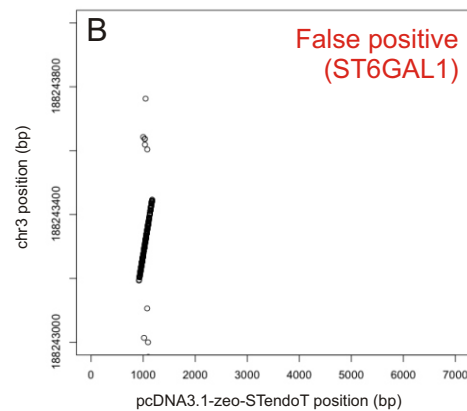 B
False positive
(ST6GAL1)
chr3 position (bp)
188243800
188243400
188243000
0 1000 2000 3000 4000 5000 6000 7000
pcDNA3.1-zeo-STendoT position (bp)